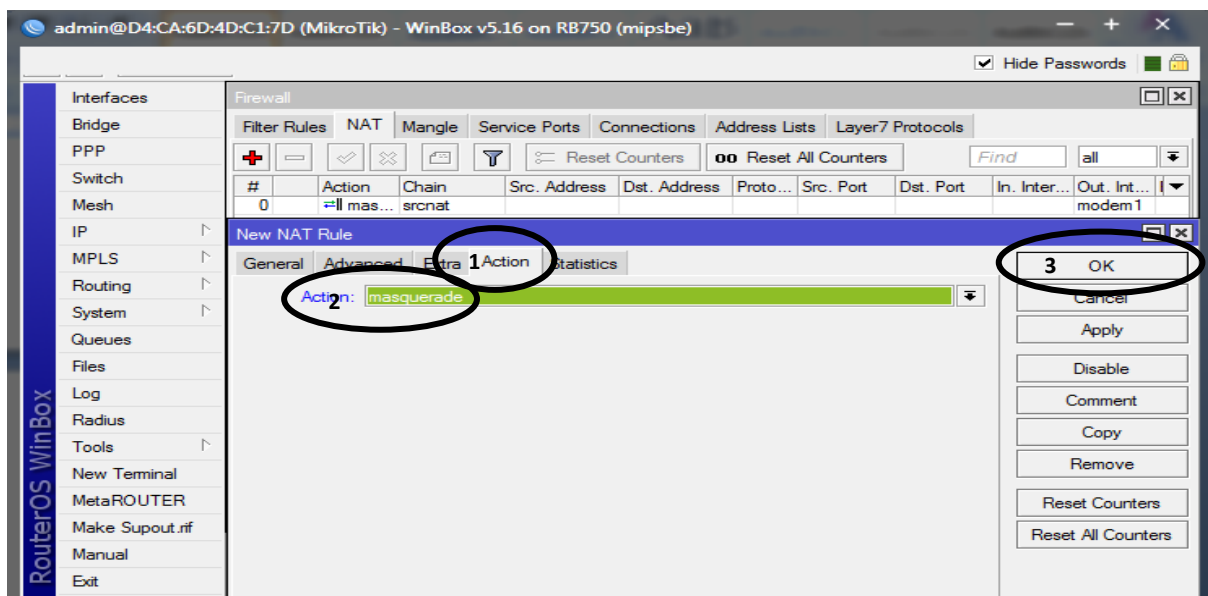 admin@D4:CA:6D:4D:C1:7D (MikroTik) - WinBox v5.16 on RB750 (mipsbe)
Hide Passwords
RouterOS WinBox
Interfaces
Bridge
PPP
Switch
Mesh
IP
MPLS
Routing
System
Queues
Files
Log
Radius
Tools
New Terminal
MetaROUTER
Make Supout.rif
Manual
Exit
Firewall
Filter Rules NAT Mangle Service Ports Connections Address Lists Layer7 Protocols
Reset Counters 00 Reset All Counters Find all
# Action Chain Src. Address Dst. Address Proto... Src. Port Dst. Port In. Inter... Out. Int...
0 mas... srcnat modem1
New NAT Rule
General Advanced Extra 1 Action Statistics
2 Action: masquerade
3 OK
Cancel
Apply
Disable
Comment
Copy
Remove
Reset Counters
Reset All Counters